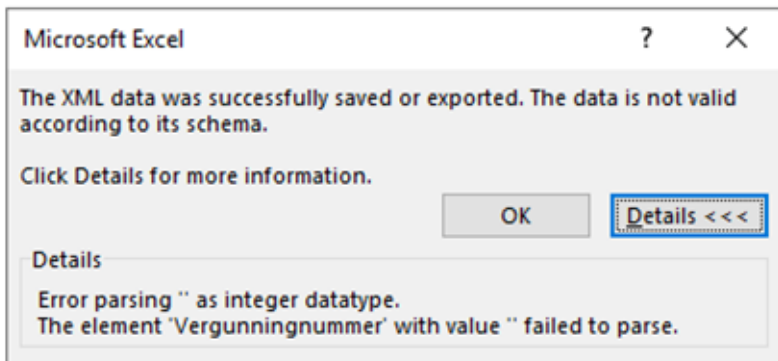 Microsoft Excel
?
The XML data was successfully saved or exported. The data is not valid
according to its schema.
Click Details for more information.
OK
Details <<<
Details
Error parsing '' as integer datatype.
The element 'Vergunningnummer' with value '' failed to parse.